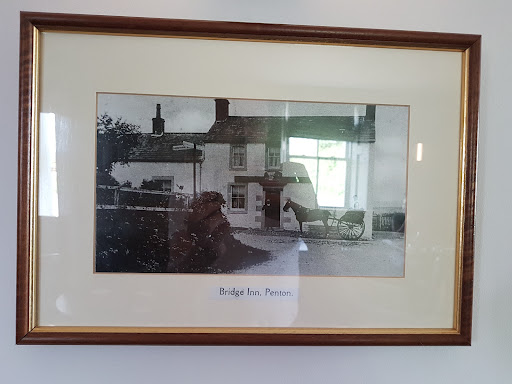 Bridge Inn, Penton.